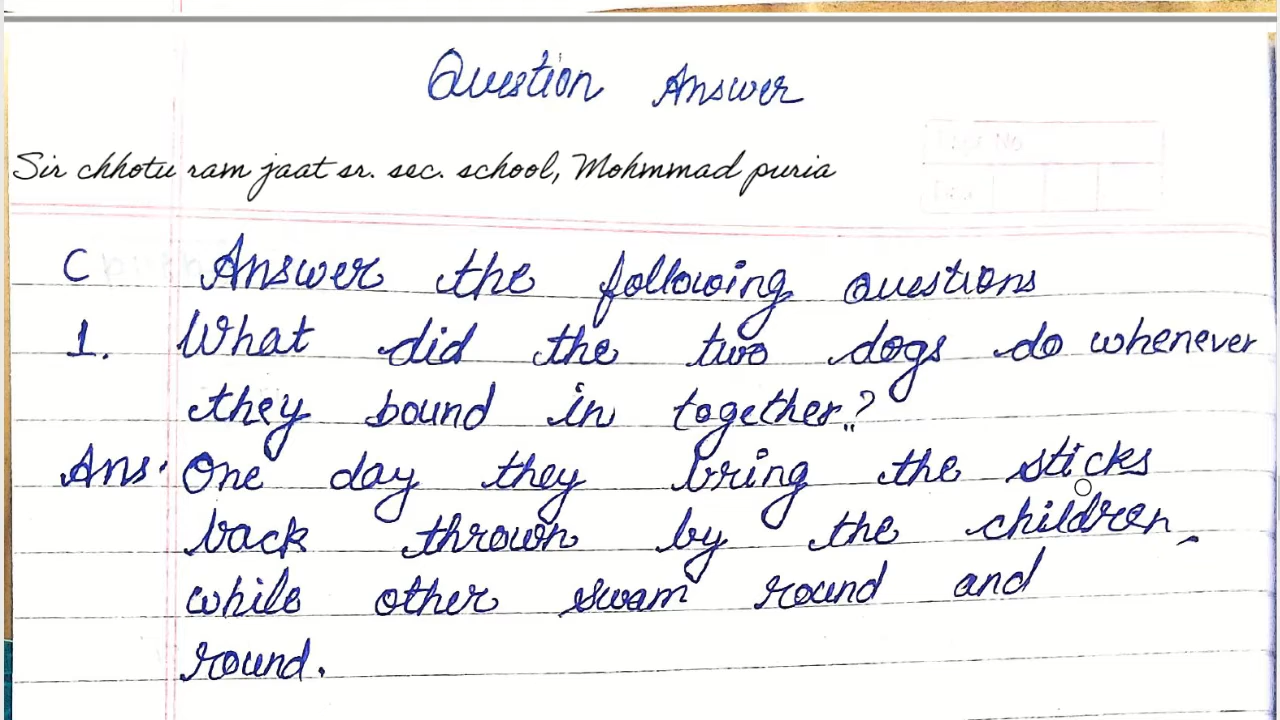 Question Answer
Sir chhotu ram jaat sr. sec. school, Mohmmad puria
C Answer the following questions
1. What did the two dogs do whenever
they bound in together.?
Ans. One day they bring the sticks
back thrown by the children
while other swam round and
round.